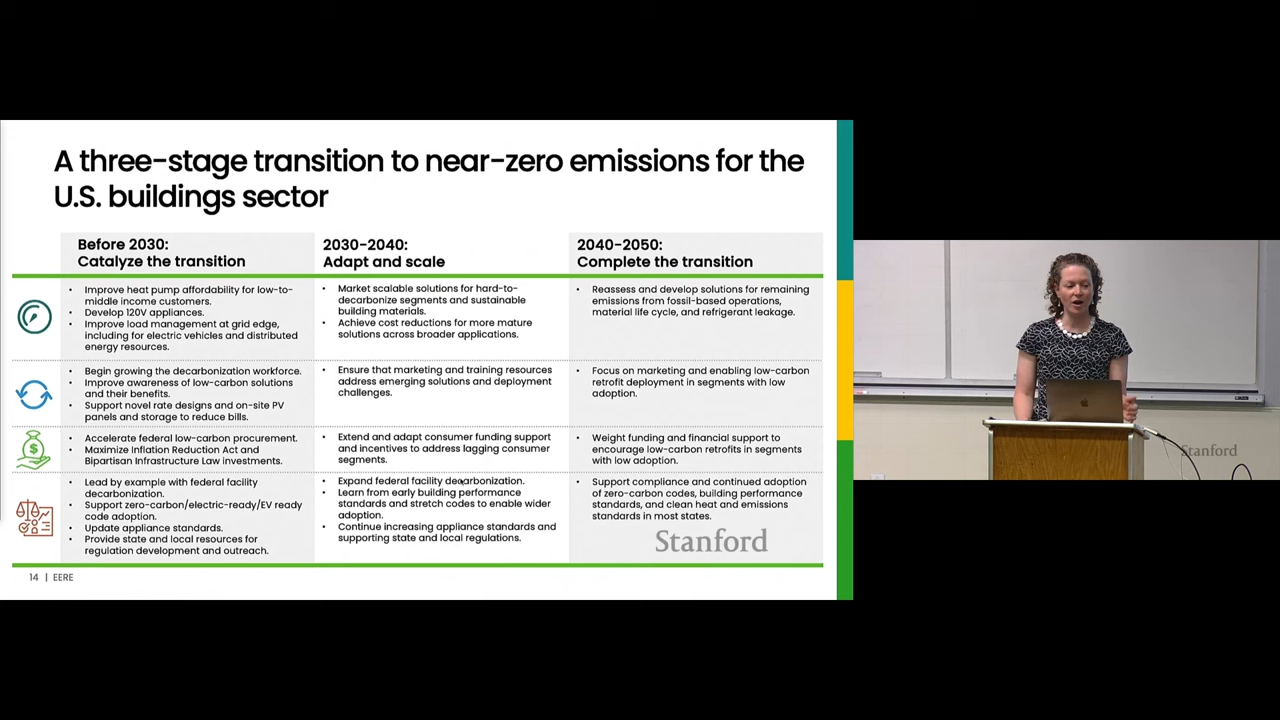 A three-stage transition to near-zero emissions for the
U.S. buildings sector
Before 2030:
Catalyze the transition
2030-2040:
Adapt and scale
2040-2050:
Complete the transition
• Improve heat pump affordability for low-to-
middle income customers.
• Develop 120V appliances.
• Improve load management at grid edge,
including for electric vehicles and distributed
energy resources.
• Market scalable solutions for hard-to-
decarbonize segments and sustainable
building materials.
• Achieve cost reductions for more mature
solutions across broader applications.
• Reassess and develop solutions for remaining
emissions from fossil-based operations,
material life cycle, and refrigerant leakage.
• Begin growing the decarbonization workforce.
• Improve awareness of low-carbon solutions
and their benefits.
• Support novel rate designs and on-site PV
panels and storage to reduce bills.
• Ensure that marketing and training resources
address emerging solutions and deployment
challenges.
• Focus on marketing and enabling low-carbon
retrofit deployment in segments with low
adoption.
$
• Accelerate federal low-carbon procurement.
• Maximize Inflation Reduction Act and
Bipartisan Infrastructure Law investments.
• Extend and adapt consumer funding support
and incentives to address lagging consumer
segments.
• Weight funding and financial support to
encourage low-carbon retrofits in segments
with low adoption.
• Lead by example with federal facility
decarbonization.
• Support zero-carbon/electric-ready/EV ready
code adoption.
• Update appliance standards.
• Provide state and local resources for
regulation development and outreach.
• Expand federal facility decarbonization.
• Learn from early building performance
standards and stretch codes to enable wider
adoption.
• Continue increasing appliance standards and
supporting state and local regulations.
• Support compliance and continued adoption
of zero-carbon codes, building performance
standards, and clean heat and emissions
standards in most states.
Stanford
14 | EERE
Stanford